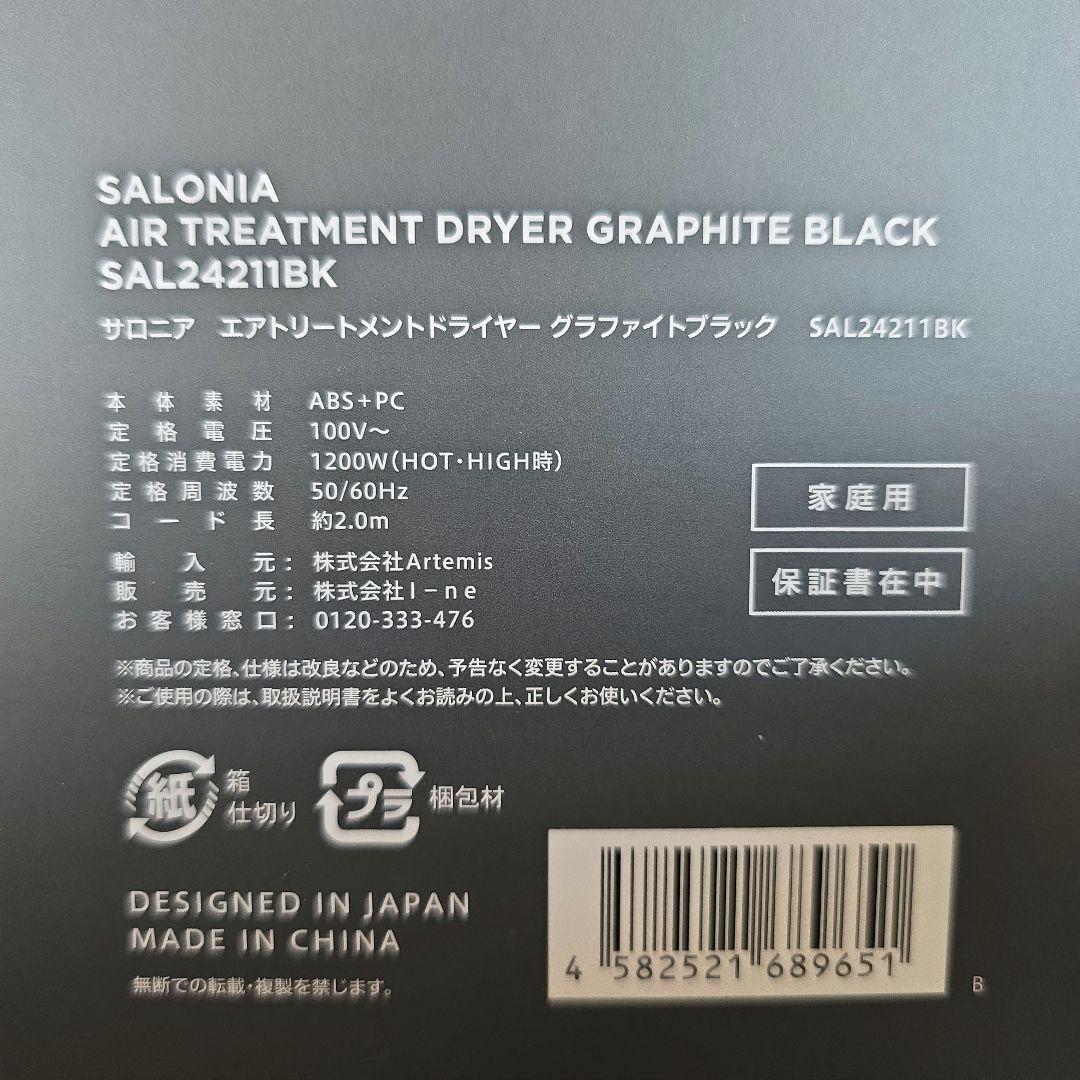 SALONIA
AIR TREATMENT DRYER GRAPHITE BLACK
SAL24211BK
サロニア エアトリートメントドライヤー グラファイトブラック SAL24211BK
本体素材 ABS+PC
定格電圧 100V～
定格消費電力 1200W(HOT・HIGH時)
定格周波数 50/60Hz
コード長 約2.0m
家庭用
輸入元: 株式会社Artemis
販売元: 株式会社I－ne
お客様窓口: 0120-333-476
保証書在中
※商品の定格、仕様は改良などのため、予告なく変更することがありますのでご了承ください。
※ご使用の際は、取扱説明書をよくお読みの上、正しくお使いください。
紙 箱
仕切り
プラ 梱包材
DESIGNED IN JAPAN
MADE IN CHINA
無断での転載・複製を禁じます。
4 582521 689651
B